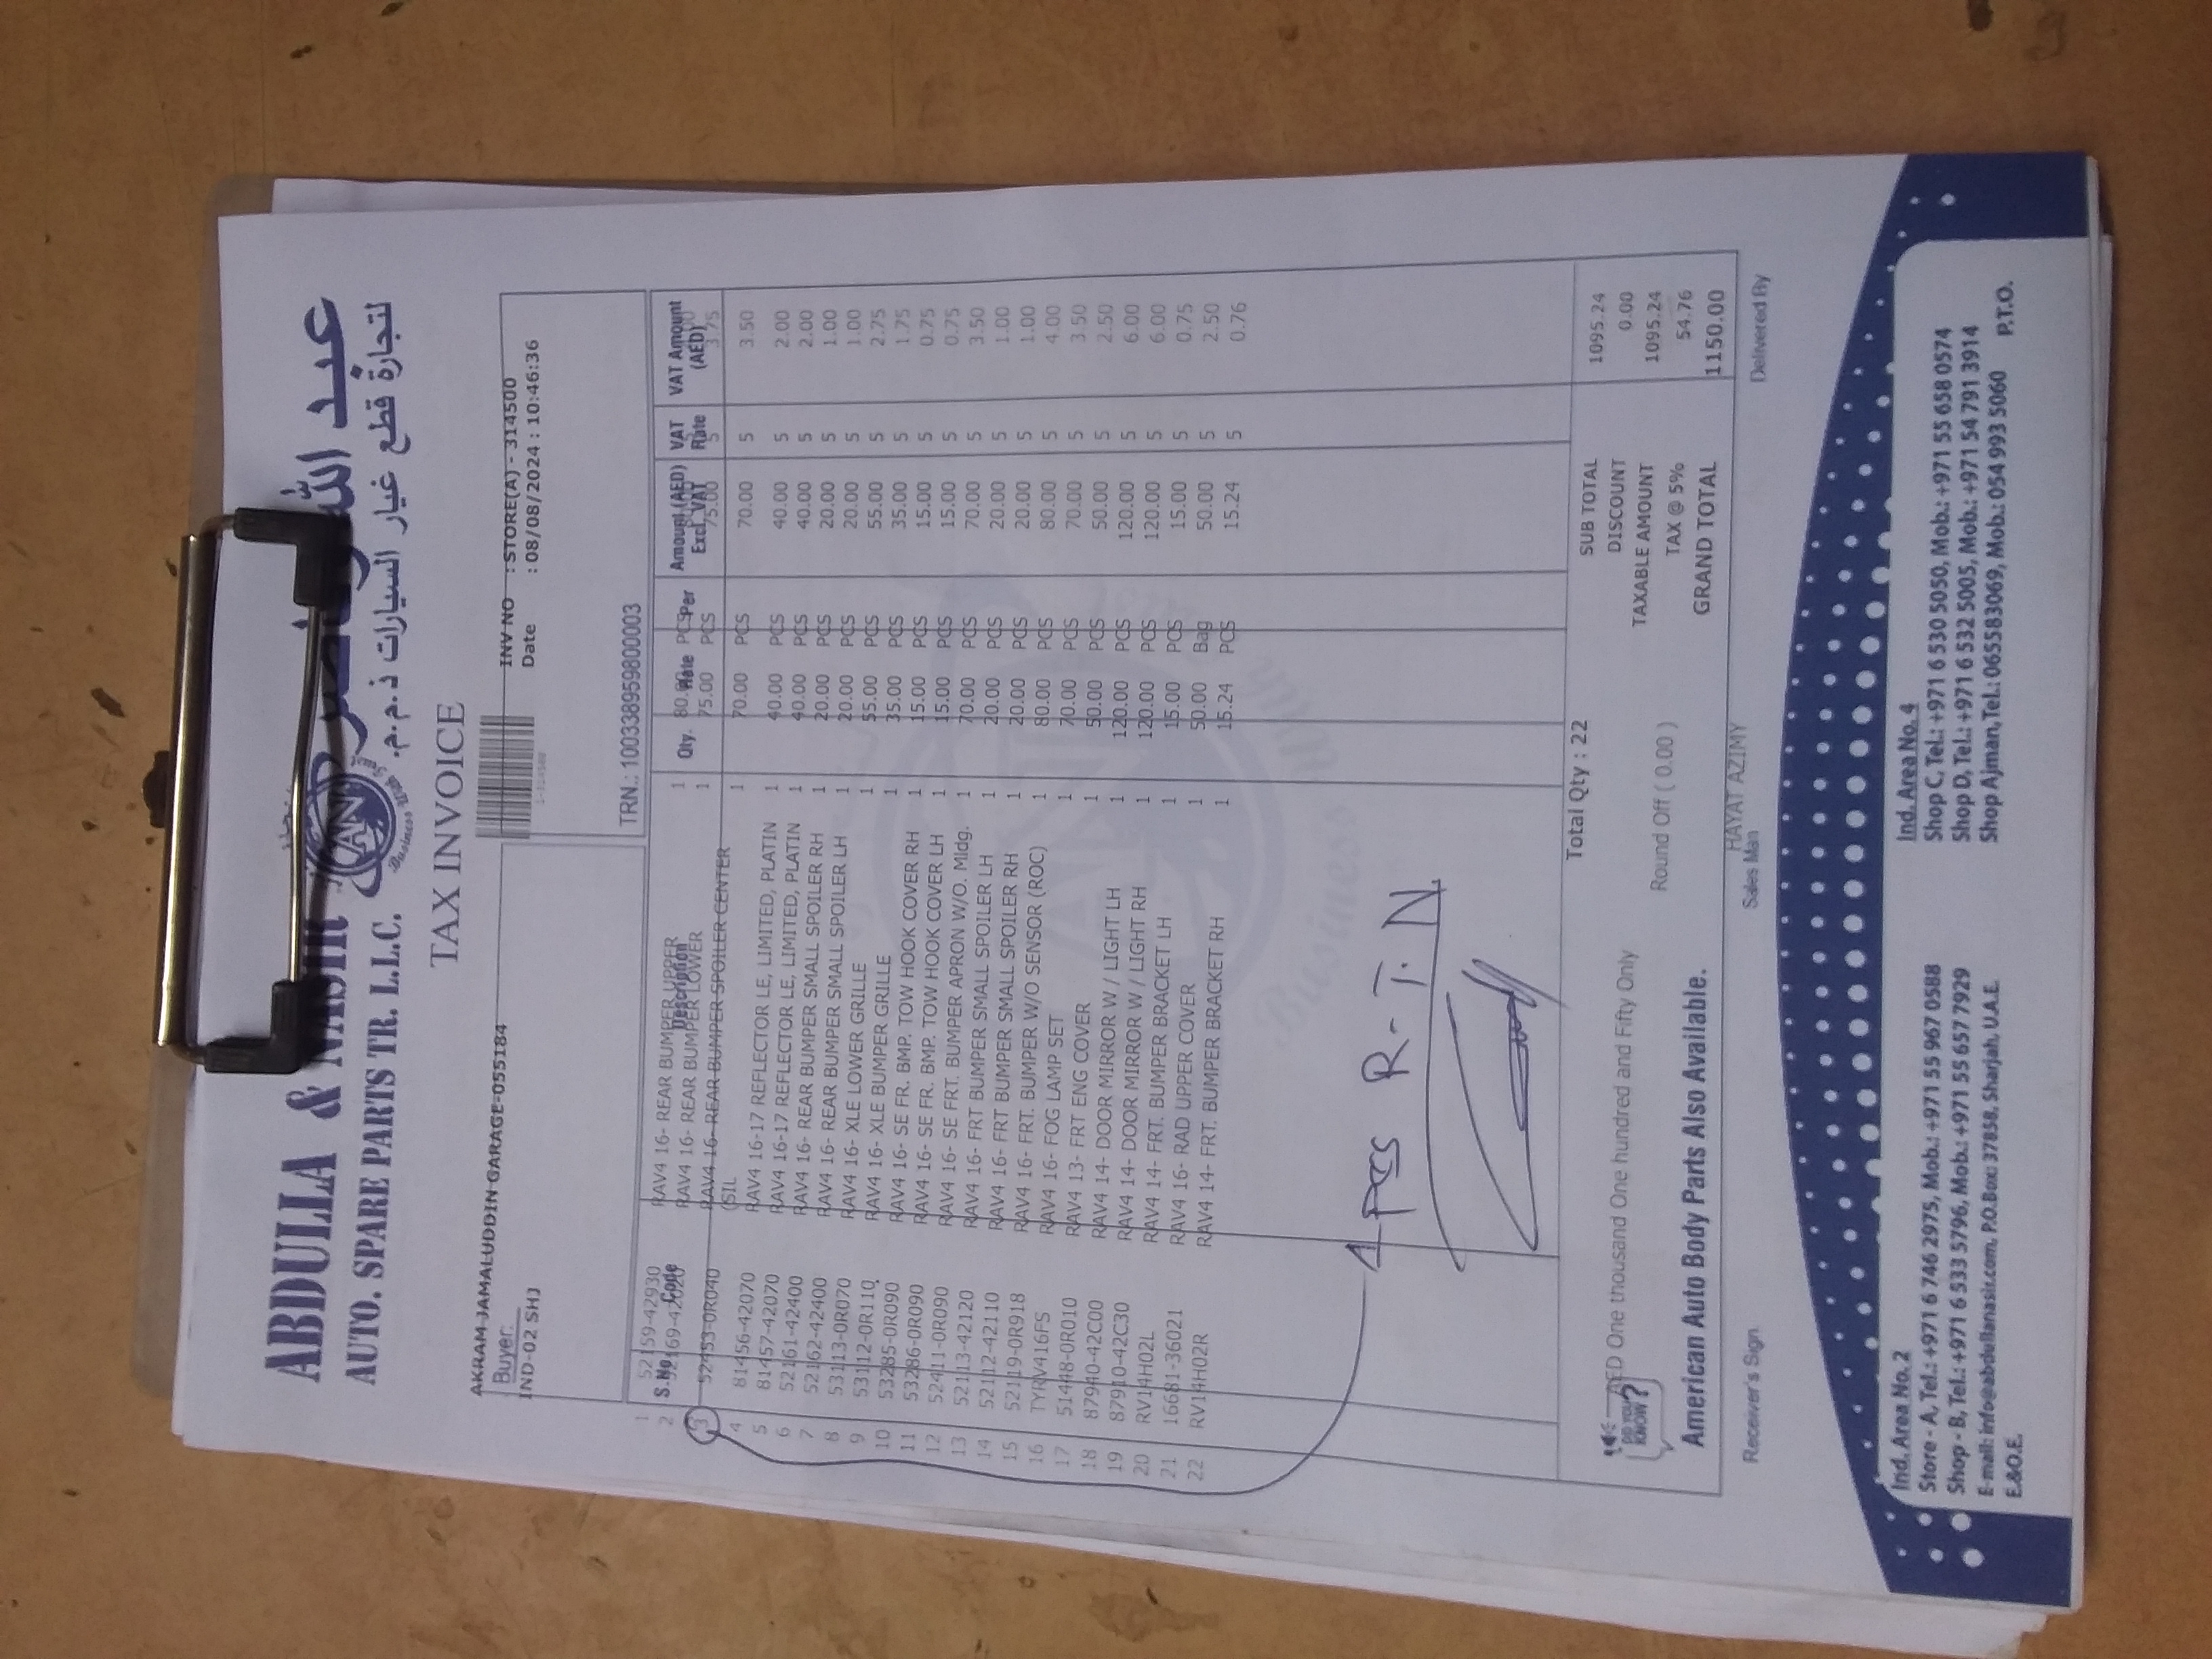 ABDULLA & NASIR
عبد الله و نصر
AUTO. SPARE PARTS TR. L.L.C.
لتجارة قطع غيار السيارات ذ.م.م.
AN
Business
TAX INVOICE
AKRAM JAMALUDDIN GARAGE-055184
Buyer:
IND-02 SHJ
INV NO : STORE(A) - 314500
Date : 08/08/2024 : 10:46:36
TRN.: 100338959800003
S.No. Code Description Qty. Rate Per Amount (AED) Excl. VAT VAT Rate VAT Amount (AED)
1 52159-42930 RAV4 16- REAR BUMPER UPPER 1 80.00 PCS
2 52169-42020 RAV4 16- REAR BUMPER LOWER 1 75.00 PCS 75.00 5 3.75
3 52453-0R040 RAV4 16- REAR BUMPER SPOILER CENTER (SIL 1 70.00 PCS 70.00 5 3.50
4 81456-42070 RAV4 16-17 REFLECTOR LE, LIMITED, PLATIN 1 40.00 PCS 40.00 5 2.00
5 81457-42070 RAV4 16-17 REFLECTOR LE, LIMITED, PLATIN 1 40.00 PCS 40.00 5 2.00
6 52161-42400 RAV4 16- REAR BUMPER SMALL SPOILER RH 1 20.00 PCS 20.00 5 1.00
7 52162-42400 RAV4 16- REAR BUMPER SMALL SPOILER LH 1 20.00 PCS 20.00 5 1.00
8 53113-0R070 RAV4 16- XLE LOWER GRILLE 1 55.00 PCS 55.00 5 2.75
9 53112-0R110 RAV4 16- XLE BUMPER GRILLE 1 35.00 PCS 35.00 5 1.75
10 53285-0R090 RAV4 16- SE FR. BMP. TOW HOOK COVER RH 1 15.00 PCS 15.00 5 0.75
11 53286-0R090 RAV4 16- SE FR. BMP. TOW HOOK COVER LH 1 15.00 PCS 15.00 5 0.75
12 52411-0R090 RAV4 16- SE FRT. BUMPER APRON W/O. Mldg. 1 70.00 PCS 70.00 5 3.50
13 52113-42120 RAV4 16- FRT BUMPER SMALL SPOILER LH 1 20.00 PCS 20.00 5 1.00
14 52112-42110 RAV4 16- FRT BUMPER SMALL SPOILER RH 1 20.00 PCS 20.00 5 1.00
15 52119-0R918 RAV4 16- FRT. BUMPER W/O SENSOR (ROC) 1 80.00 PCS 80.00 5 4.00
16 TYRV416FS RAV4 16- FOG LAMP SET 1 70.00 PCS 70.00 5 3.50
17 51448-0R010 RAV4 13- FRT ENG COVER 1 50.00 PCS 50.00 5 2.50
18 87940-42C00 RAV4 14- DOOR MIRROR W / LIGHT LH 1 120.00 PCS 120.00 5 6.00
19 87910-42C30 RAV4 14- DOOR MIRROR W / LIGHT RH 1 120.00 PCS 120.00 5 6.00
20 RV14H02L RAV4 14- FRT. BUMPER BRACKET LH 1 15.00 PCS 15.00 5 0.75
21 16681-36021 RAV4 16- RAD UPPER COVER 1 50.00 Bag 50.00 5 2.50
22 RV14H02R RAV4 14- FRT. BUMPER BRACKET RH 1 15.24 PCS 15.24 5 0.76
1 PCS R-T.N
Total Qty : 22
SUB TOTAL 1095.24
DISCOUNT 0.00
TAXABLE AMOUNT 1095.24
TAX @ 5% 54.76
GRAND TOTAL 1150.00
AED One thousand One hundred and Fifty Only
Round Off ( 0.00 )
DO YOU KNOW?
American Auto Body Parts Also Available.
HAYAT AZIMY
Receiver's Sign. Sales Man Delivered By
Ind. Area No.2
Store - A, Tel.: +971 6 746 2975, Mob.: +971 55 967 0588
Shop - B, Tel.: +971 6 533 5796, Mob.: +971 55 657 7929
E-mail: info@abdullanasir.com, P.O.Box: 37858, Sharjah, U.A.E.
E.&O.E.
Ind. Area No. 4
Shop C, Tel.: +971 6 530 5050, Mob.: +971 55 658 0574
Shop D, Tel.: +971 6 532 5005, Mob.: +971 54 791 3914
Shop Ajman, Tel.: 065583069, Mob.: 054 993 5060 P.T.O.